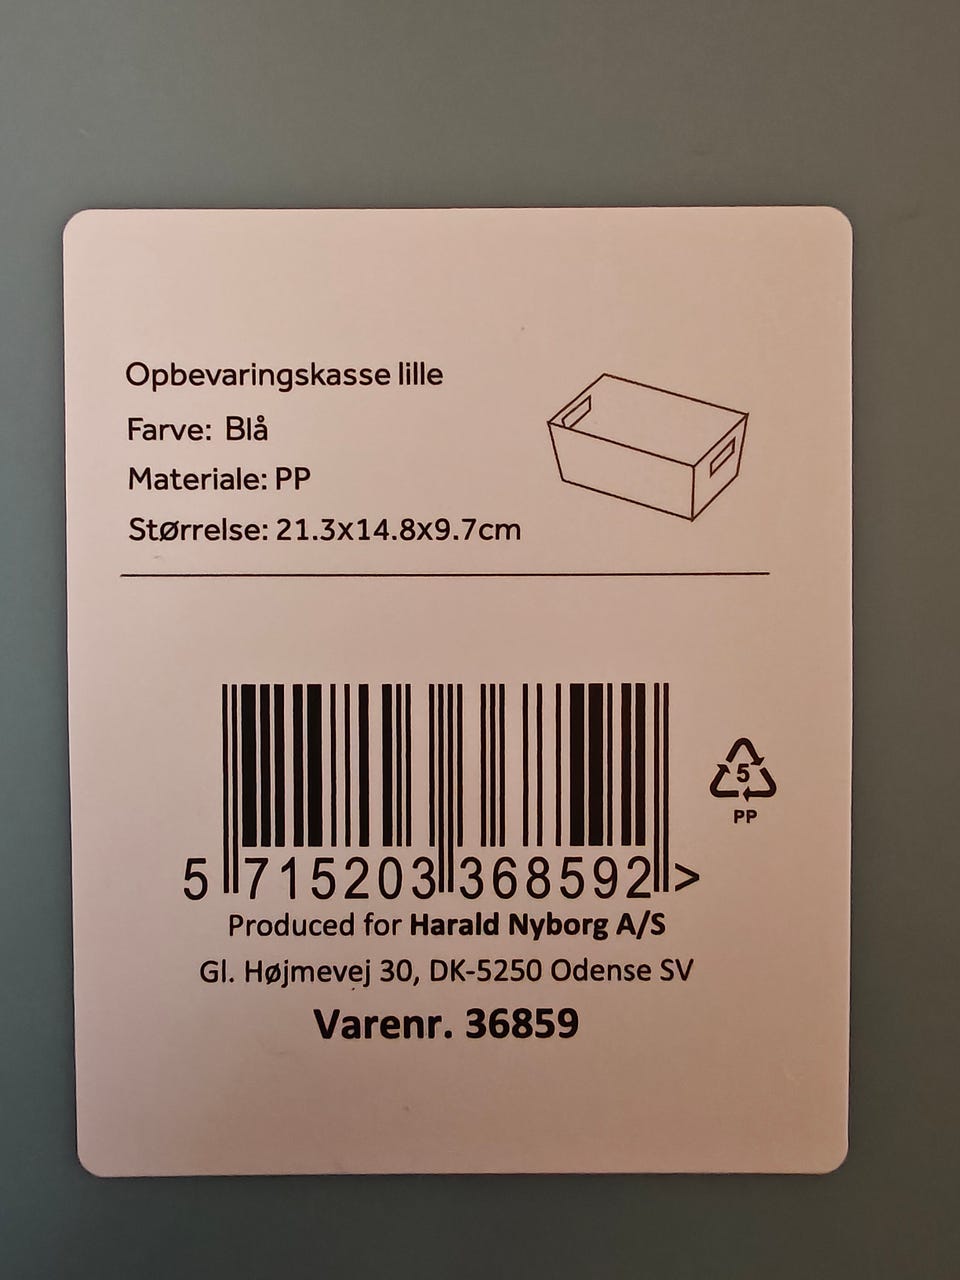 Opbevaringskasse lille
Farve: Blå
Materiale: PP
Størrelse: 21.3x14.8x9.7cm
5 715203 368592 >
5
PP
Produced for Harald Nyborg A/S
Gl. Højmevej 30, DK-5250 Odense SV
Varenr. 36859